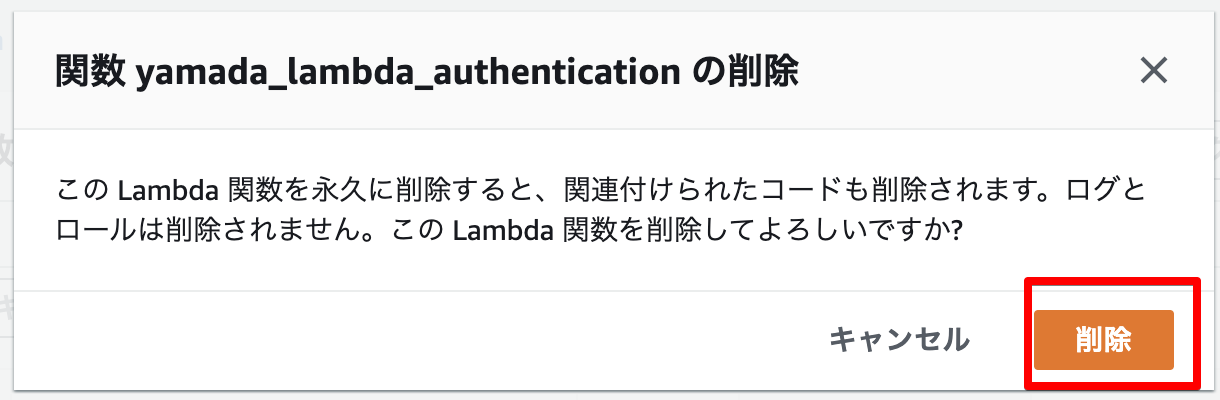 関数 yamada_lambda_authentication の削除
この Lambda 関数を永久に削除すると、関連付けられたコードも削除されます。ログと
ロールは削除されません。この Lambda 関数を削除してよろしいですか?
キャンセル
削除